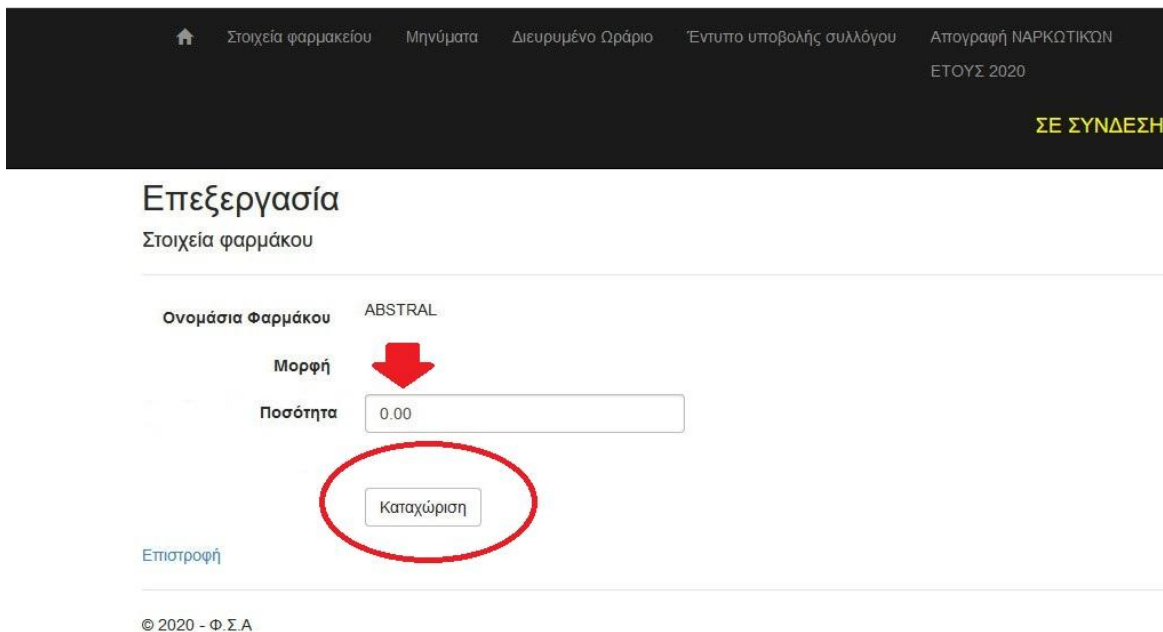 Στοιχεία φαρμακείου Μηνύματα Διευρυμένο Ωράριο Έντυπο υποβολής συλλόγου Απογραφή ΝΑΡΚΩΤΙΚΏΝ
ΕΤΟΥΣ 2020
ΣΕ ΣΥΝΔΕΣΗ
Επεξεργασία
Στοιχεία φαρμάκου
Ονομάσια Φαρμάκου ABSTRAL
Μορφή
Ποσότητα 0.00
Καταχώριση
Επιστροφή
© 2020 - Φ.Σ.Α